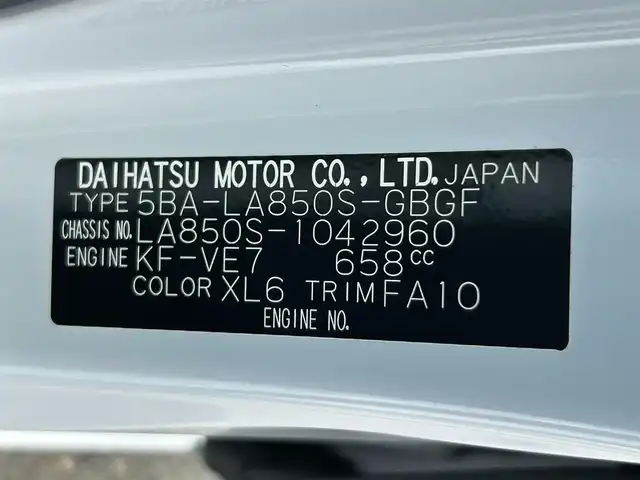 DAIHATSU MOTOR CO., LTD. JAPAN
TYPE 5BA-LA850S-GBGF
CHASSIS NO. LA850S-1042960
ENGINE KF-VE7 658CC
COLOR XL6 TRIM FA10
ENGINE NO.